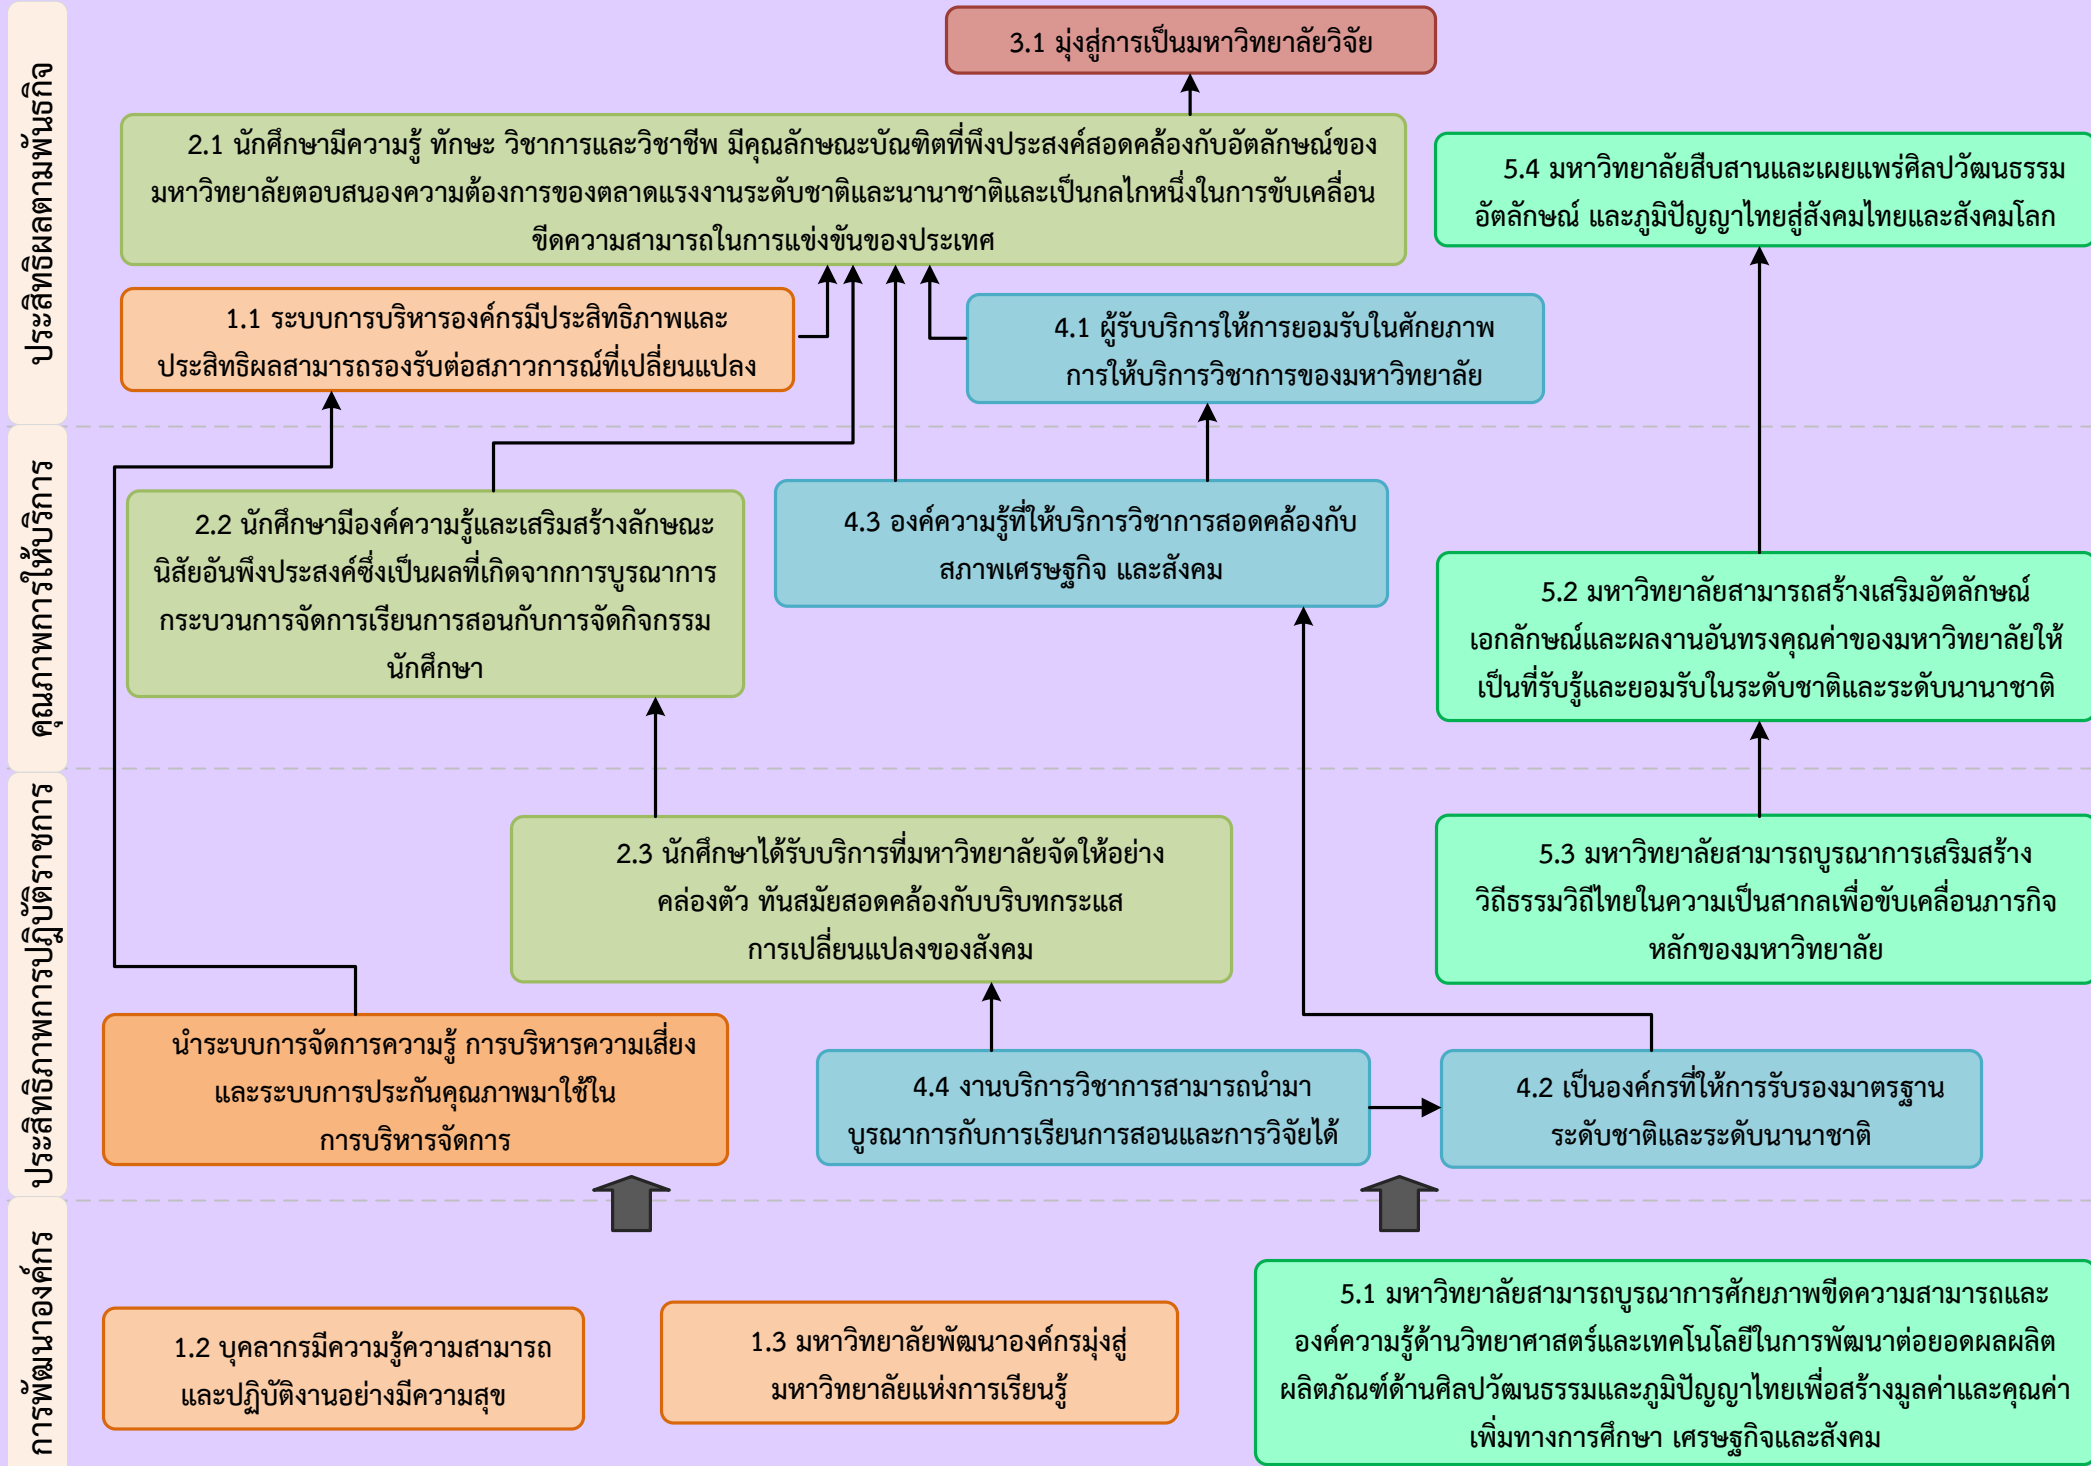 ประสิทธิผลตามพันธกิจ
3.1 มุ่งสู่การเป็นมหาวิทยาลัยวิจัย
2.1 นักศึกษามีความรู้ ทักษะ วิชาการและวิชาชีพ มีคุณลักษณะบัณฑิตที่พึงประสงค์สอดคล้องกับอัตลักษณ์ของ
มหาวิทยาลัยตอบสนองความต้องการของตลาดแรงงานระดับชาติและนานาชาติและเป็นกลไกหนึ่งในการขับเคลื่อน
ขีดความสามารถในการแข่งขันของประเทศ
5.4 มหาวิทยาลัยสืบสานและเผยแพร่ศิลปวัฒนธรรม
อัตลักษณ์ และภูมิปัญญาไทยสู่สังคมไทยและสังคมโลก
1.1 ระบบการบริหารองค์กรมีประสิทธิภาพและ
ประสิทธิผลสามารถรองรับต่อสภาวการณ์ที่เปลี่ยนแปลง
4.1 ผู้รับบริการให้การยอมรับในศักยภาพ
การให้บริการวิชาการของมหาวิทยาลัย
คุณภาพการให้บริการ
2.2 นักศึกษามีองค์ความรู้และเสริมสร้างลักษณะ
นิสัยอันพึงประสงค์ซึ่งเป็นผลที่เกิดจากการบูรณาการ
กระบวนการจัดการเรียนการสอนกับการจัดกิจกรรม
นักศึกษา
4.3 องค์ความรู้ที่ให้บริการวิชาการสอดคล้องกับ
สภาพเศรษฐกิจ และสังคม
5.2 มหาวิทยาลัยสามารถสร้างเสริมอัตลักษณ์
เอกลักษณ์และผลงานอันทรงคุณค่าของมหาวิทยาลัยให้
เป็นที่รับรู้และยอมรับในระดับชาติและระดับนานาชาติ
ประสิทธิภาพการปฏิบัติราชการ
2.3 นักศึกษาได้รับบริการที่มหาวิทยาลัยจัดให้อย่าง
คล่องตัว ทันสมัยสอดคล้องกับบริบทกระแส
การเปลี่ยนแปลงของสังคม
5.3 มหาวิทยาลัยสามารถบูรณาการเสริมสร้าง
วิถีธรรมวิถีไทยในความเป็นสากลเพื่อขับเคลื่อนภารกิจ
หลักของมหาวิทยาลัย
นำระบบการจัดการความรู้ การบริหารความเสี่ยง
และระบบการประกันคุณภาพมาใช้ใน
การบริหารจัดการ
4.4 งานบริการวิชาการสามารถนำมา
บูรณาการกับการเรียนการสอนและการวิจัยได้
4.2 เป็นองค์กรที่ให้การรับรองมาตรฐาน
ระดับชาติและระดับนานาชาติ
การพัฒนาองค์กร
1.2 บุคลากรมีความรู้ความสามารถ
และปฏิบัติงานอย่างมีความสุข
1.3 มหาวิทยาลัยพัฒนาองค์กรมุ่งสู่
มหาวิทยาลัยแห่งการเรียนรู้
5.1 มหาวิทยาลัยสามารถบูรณาการศักยภาพขีดความสามารถและ
องค์ความรู้ด้านวิทยาศาสตร์และเทคโนโลยีในการพัฒนาต่อยอดผลผลิต
ผลิตภัณฑ์ด้านศิลปวัฒนธรรมและภูมิปัญญาไทยเพื่อสร้างมูลค่าและคุณค่า
เพิ่มทางการศึกษา เศรษฐกิจและสังคม